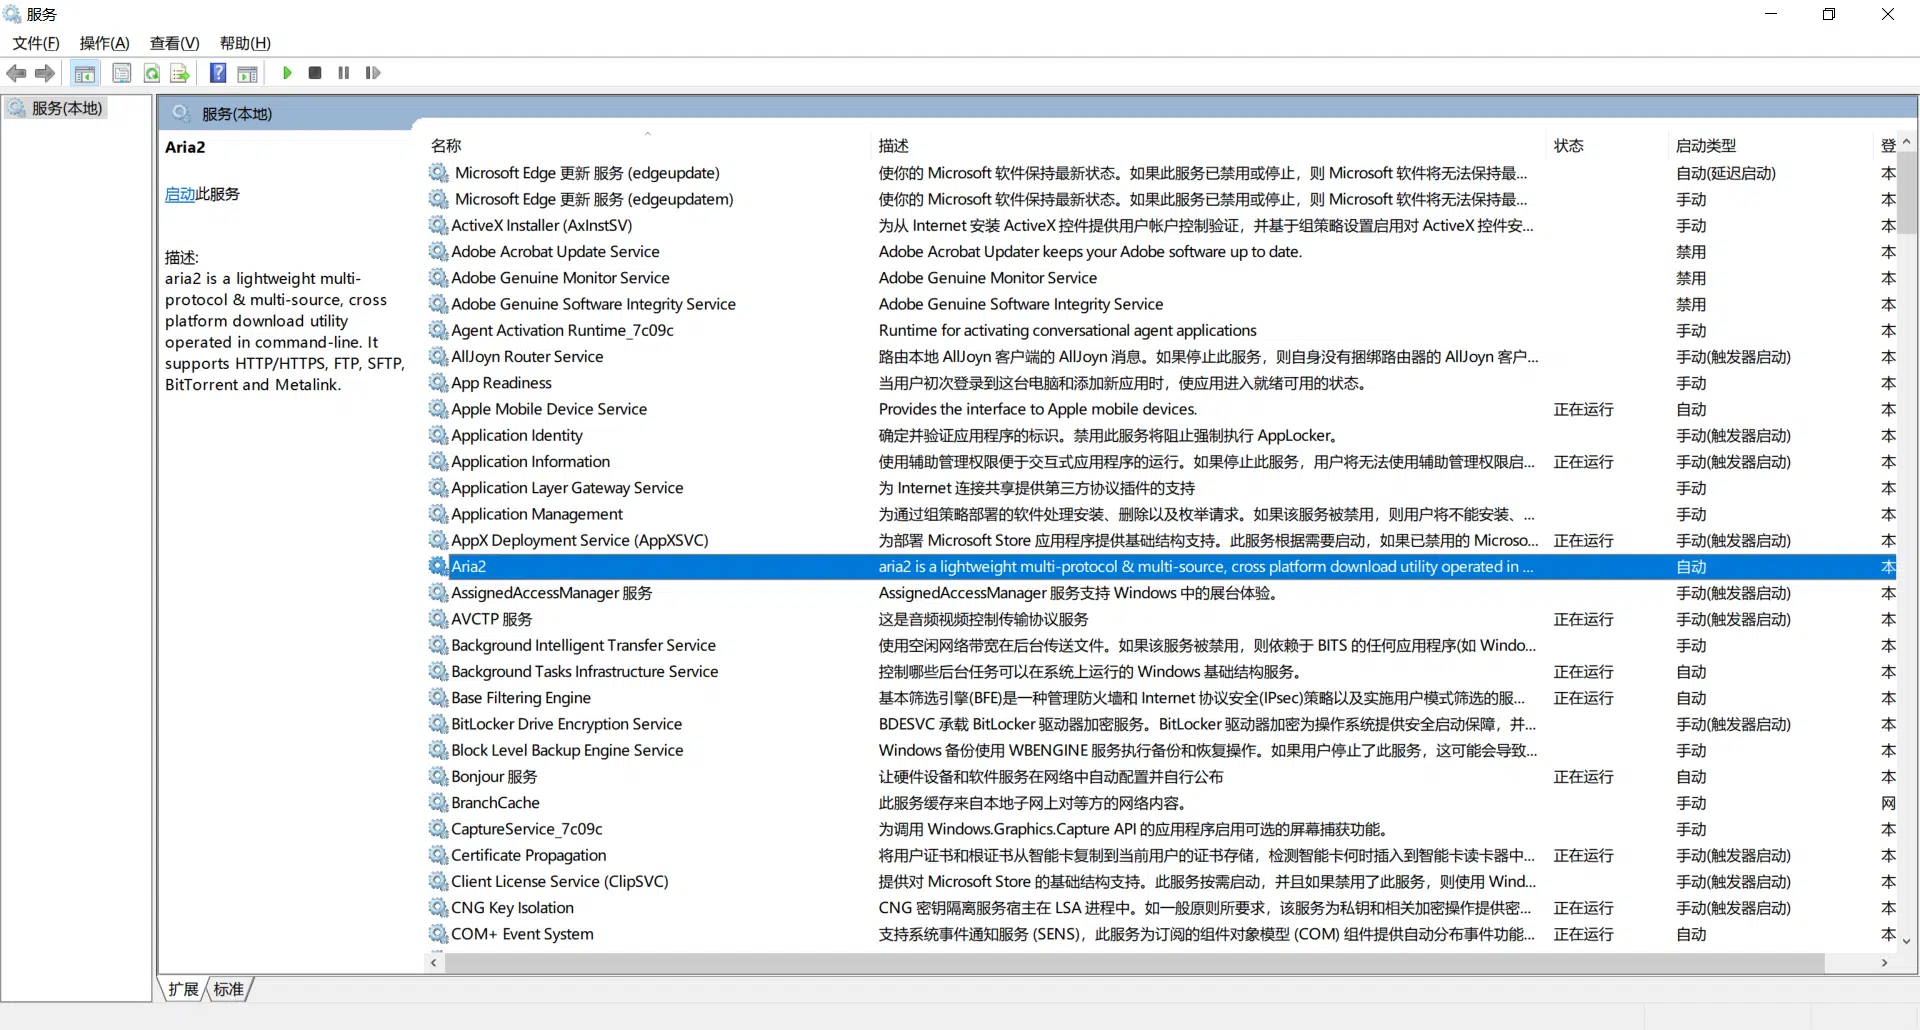 服务
文件(F) 操作(A) 查看(V) 帮助(H)
服务(本地)
服务(本地)
Aria2
启动此服务
描述:
aria2 is a lightweight multi-
protocol & multi-source, cross
platform download utility
operated in command-line. It
supports HTTP/HTTPS, FTP, SFTP,
BitTorrent and Metalink.
名称 描述 状态 启动类型 登
Microsoft Edge 更新 服务 (edgeupdate) 使你的 Microsoft 软件保持最新状态。如果此服务已禁用或停止，则 Microsoft 软件将无法保持最... 自动(延迟启动) 本
Microsoft Edge 更新 服务 (edgeupdatem) 使你的 Microsoft 软件保持最新状态。如果此服务已禁用或停止，则 Microsoft 软件将无法保持最... 手动 本
ActiveX Installer (AxInstSV) 为从 Internet 安装 ActiveX 控件提供用户帐户控制验证，并基于组策略设置启用对 ActiveX 控件安... 手动 本
Adobe Acrobat Update Service Adobe Acrobat Updater keeps your Adobe software up to date. 禁用 本
Adobe Genuine Monitor Service Adobe Genuine Monitor Service 禁用 本
Adobe Genuine Software Integrity Service Adobe Genuine Software Integrity Service 禁用 本
Agent Activation Runtime_7c09c Runtime for activating conversational agent applications 手动 本
AllJoyn Router Service 路由本地 AllJoyn 客户端的 AllJoyn 消息。如果停止此服务，则自身没有捆绑路由器的 AllJoyn 客户... 手动(触发器启动) 本
App Readiness 当用户初次登录到这台电脑和添加新应用时，使应用进入就绪可用的状态。 手动 本
Apple Mobile Device Service Provides the interface to Apple mobile devices. 正在运行 自动 本
Application Identity 确定并验证应用程序的标识。禁用此服务将阻止强制执行 AppLocker。 手动(触发器启动) 本
Application Information 使用辅助管理权限便于交互式应用程序的运行。如果停止此服务，用户将无法使用辅助管理权限启... 正在运行 手动(触发器启动) 本
Application Layer Gateway Service 为 Internet 连接共享提供第三方协议插件的支持 手动 本
Application Management 为通过组策略部署的软件处理安装、删除以及枚举请求。如果该服务被禁用，则用户将不能安装、... 手动 本
AppX Deployment Service (AppXSVC) 为部署 Microsoft Store 应用程序提供基础结构支持。此服务根据需要启动，如果已禁用的 Microso... 正在运行 手动(触发器启动) 本
Aria2 aria2 is a lightweight multi-protocol & multi-source, cross platform download utility operated in ... 自动 本
AssignedAccessManager 服务 AssignedAccessManager 服务支持 Windows 中的展台体验。 手动(触发器启动) 本
AVCTP 服务 这是音频视频控制传输协议服务 正在运行 手动(触发器启动) 本
Background Intelligent Transfer Service 使用空闲网络带宽在后台传送文件。如果该服务被禁用，则依赖于 BITS 的任何应用程序(如 Windo... 手动 本
Background Tasks Infrastructure Service 控制哪些后台任务可以在系统上运行的 Windows 基础结构服务。 正在运行 自动 本
Base Filtering Engine 基本筛选引擎(BFE)是一种管理防火墙和 Internet 协议安全(IPsec)策略以及实施用户模式筛选的服... 正在运行 自动 本
BitLocker Drive Encryption Service BDESVC 承载 BitLocker 驱动器加密服务。BitLocker 驱动器加密为操作系统提供安全启动保障，并... 手动(触发器启动) 本
Block Level Backup Engine Service Windows 备份使用 WBENGINE 服务执行备份和恢复操作。如果用户停止了此服务，这可能会导致... 手动 本
Bonjour 服务 让硬件设备和软件服务在网络中自动配置并自行公布 正在运行 自动 本
BranchCache 此服务缓存来自本地子网上对等方的网络内容。 手动 网
CaptureService_7c09c 为调用 Windows.Graphics.Capture API 的应用程序启用可选的屏幕捕获功能。 手动 本
Certificate Propagation 将用户证书和根证书从智能卡复制到当前用户的证书存储，检测智能卡何时插入到智能卡读卡器中... 正在运行 手动(触发器启动) 本
Client License Service (ClipSVC) 提供对 Microsoft Store 的基础结构支持。此服务按需启动，并且如果禁用了此服务，则使用 Wind... 手动(触发器启动) 本
CNG Key Isolation CNG 密钥隔离服务宿主在 LSA 进程中。如一般原则所要求，该服务为私钥和相关加密操作提供密... 正在运行 手动(触发器启动) 本
COM+ Event System 支持系统事件通知服务 (SENS)，此服务为订阅的组件对象模型 (COM) 组件提供自动分布事件功能... 正在运行 自动 本
扩展 标准